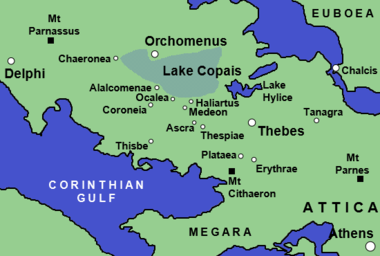 EUBOEA
Mt
Parnassus
Orchomenus
Chaeronea
Delphi
Lake Copais
Chalcis
Alalcomenae
Lake
Hylice
Ocalea
Haliartus
Coroneia
Medeon
Tanagra
Ascra
Thespiae
Thebes
Thisbe
Plataea
Erythrae
Mt
Parnes
CORINTHIAN
GULF
Mt
Cithaeron
ATTICA
MEGARA
Athens